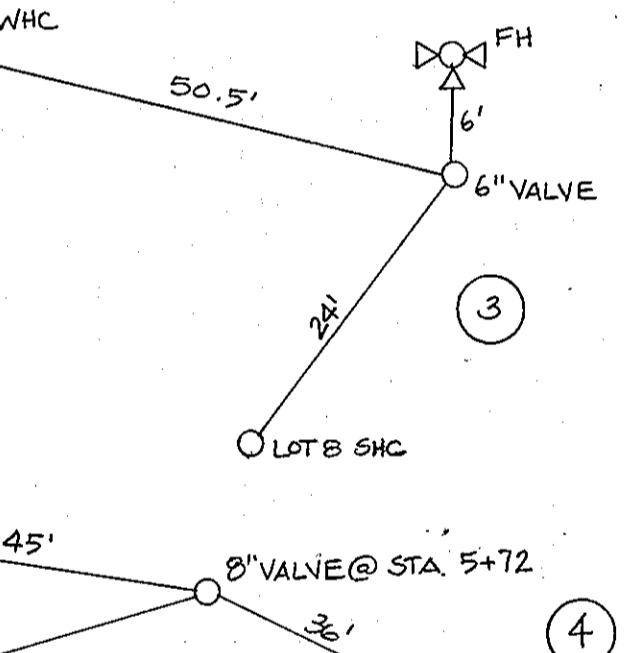 WHC
FH
50.5'
6'
6" VALVE
24'
3
LOT 8 SHC
45'
8" VALVE @ STA. 5+72
36'
4